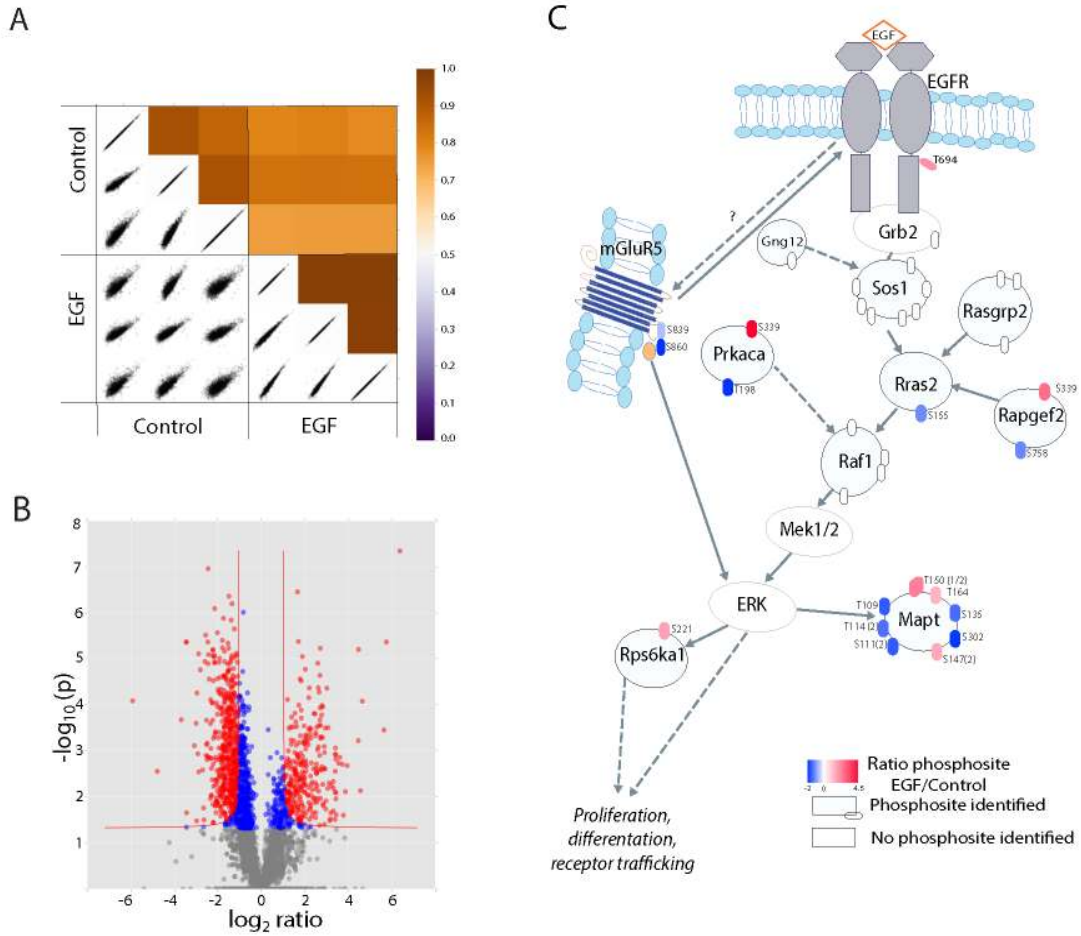 A
Control
EGF
Control
EGF
1.0
0.9
0.8
0.7
0.6
0.5
0.4
0.3
0.2
0.1
0.0
B
8
7
6
5
4
3
2
1
-log10(p)
-6
-4
-2
0
2
4
6
log2 ratio
C
EGF
EGFR
T694
?
mGluR5
Gng12
Grb2
Sos1
Rasgrp2
S839
S860
S339
Prkaca
T198
Rras2
S155
S339
Rapgef2
S758
Raf1
Mek1/2
ERK
T150 (1/2)
T164
T109
S135
Mapt
T114(2)
S302
S111(2)
S147(2)
S221
Rps6ka1
Proliferation,
differentation,
receptor trafficking
Ratio phosphosite
EGF/Control
0
4.5
Phosphosite identified
No phosphosite identified